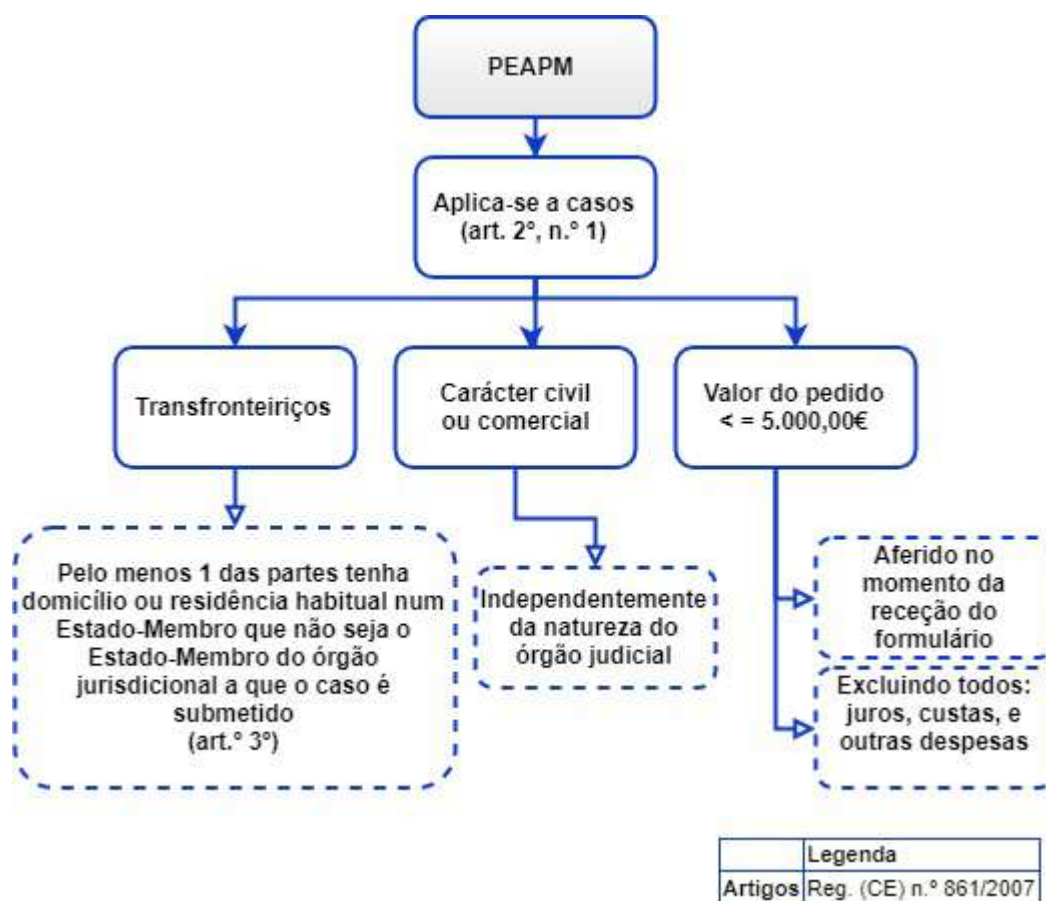 PEAPM
Aplica-se a casos
(art. 2º, n.º 1)
Transfronteiriços
Carácter civil
ou comercial
Valor do pedido
< = 5.000,00€
Pelo menos 1 das partes tenha
domicílio ou residência habitual num
Estado-Membro que não seja o
Estado-Membro do órgão
jurisdicional a que o caso é
submetido
(art.º 3º)
Independentemente
da natureza do
órgão judicial
Aferido no
momento da
receção do
formulário
Excluindo todos:
juros, custas, e
outras despesas
Legenda
Artigos Reg. (CE) n.º 861/2007